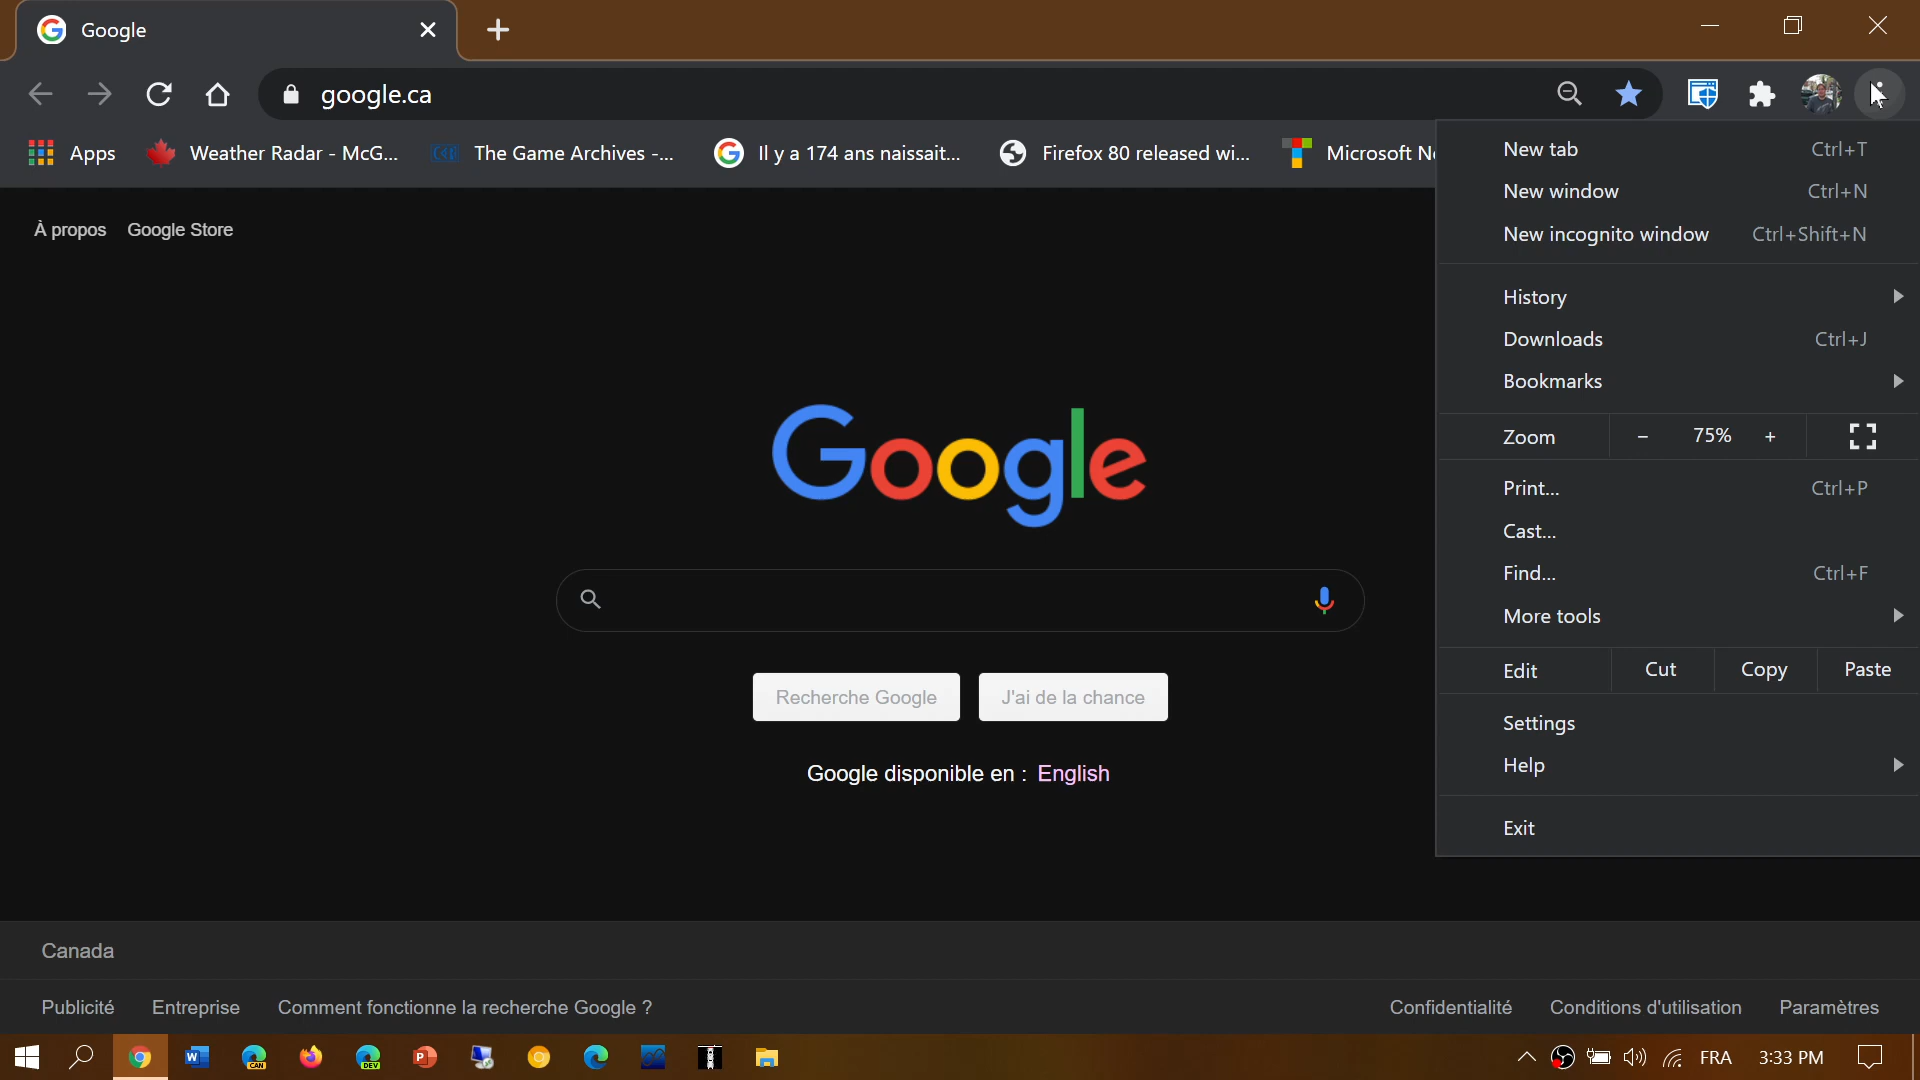 Google
google.ca
Apps
Weather Radar - McG...
The Game Archives -...
Il y a 174 ans naissait...
Firefox 80 released wi...
Microsoft N
À propos
Google Store
Google
Recherche Google
J'ai de la chance
Google disponible en : English
New tab Ctrl+T
New window Ctrl+N
New incognito window Ctrl+Shift+N
History
Downloads Ctrl+J
Bookmarks
Zoom - 75% +
Print... Ctrl+P
Cast...
Find... Ctrl+F
More tools
Edit Cut Copy Paste
Settings
Help
Exit
Canada
Publicité Entreprise Comment fonctionne la recherche Google ?
Confidentialité Conditions d'utilisation Paramètres
W CAN DEV P
FRA 3:33 PM